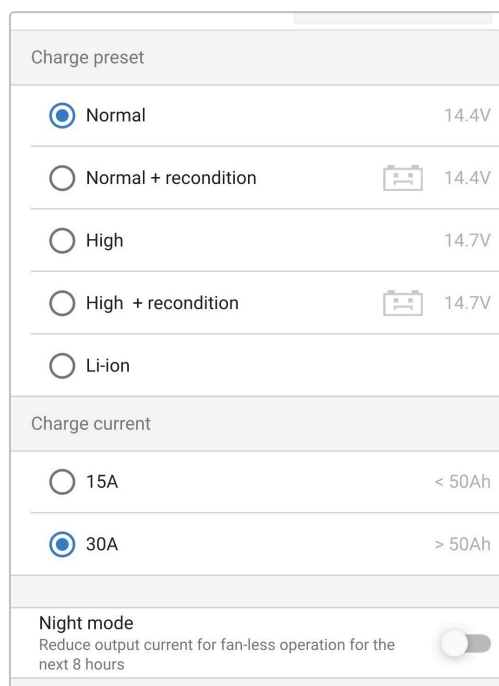 Charge preset
Normal 14.4V
Normal + recondition 14.4V
High 14.7V
High + recondition 14.7V
Li-ion
Charge current
15A < 50Ah
30A > 50Ah
Night mode
Reduce output current for fan-less operation for the
next 8 hours